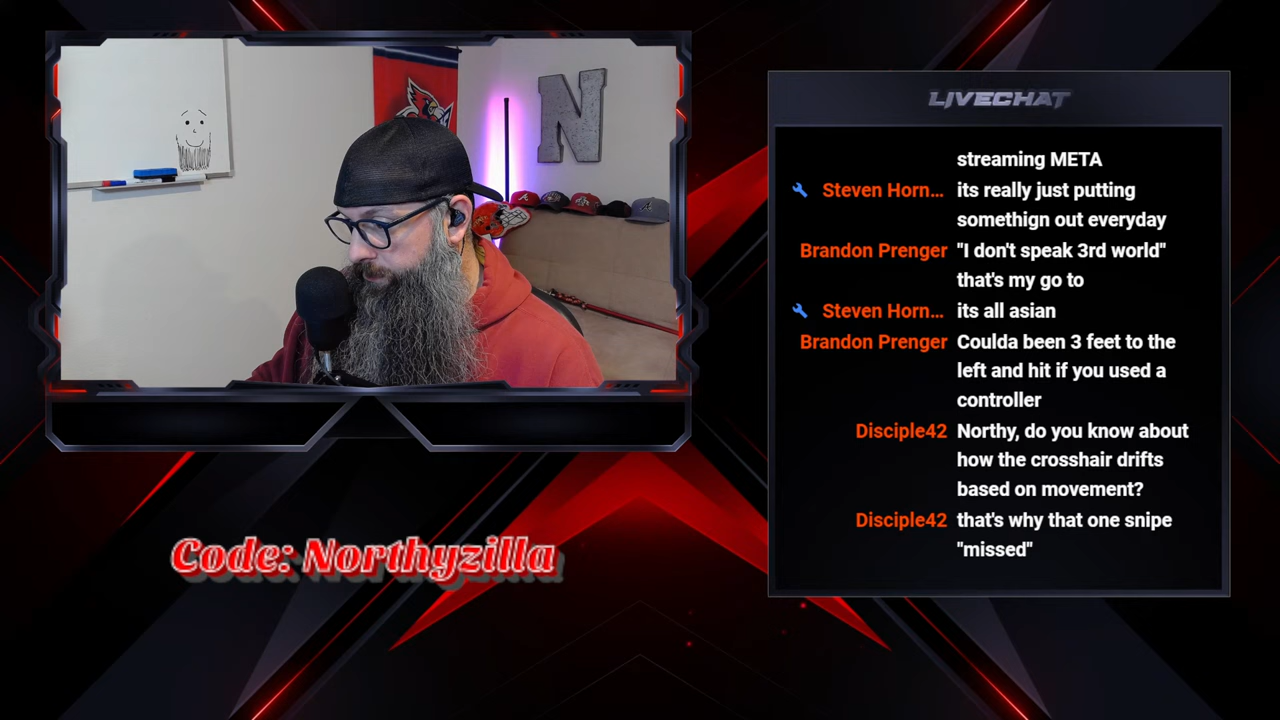 N
LIVECHAT
streaming META
Steven Horn... its really just putting
somethign out everyday
Brandon Prenger "I don't speak 3rd world"
that's my go to
Steven Horn... its all asian
Brandon Prenger Coulda been 3 feet to the
left and hit if you used a
controller
Disciple42 Northy, do you know about
how the crosshair drifts
based on movement?
Disciple42 that's why that one snipe
"missed"
Code: Northyzilla